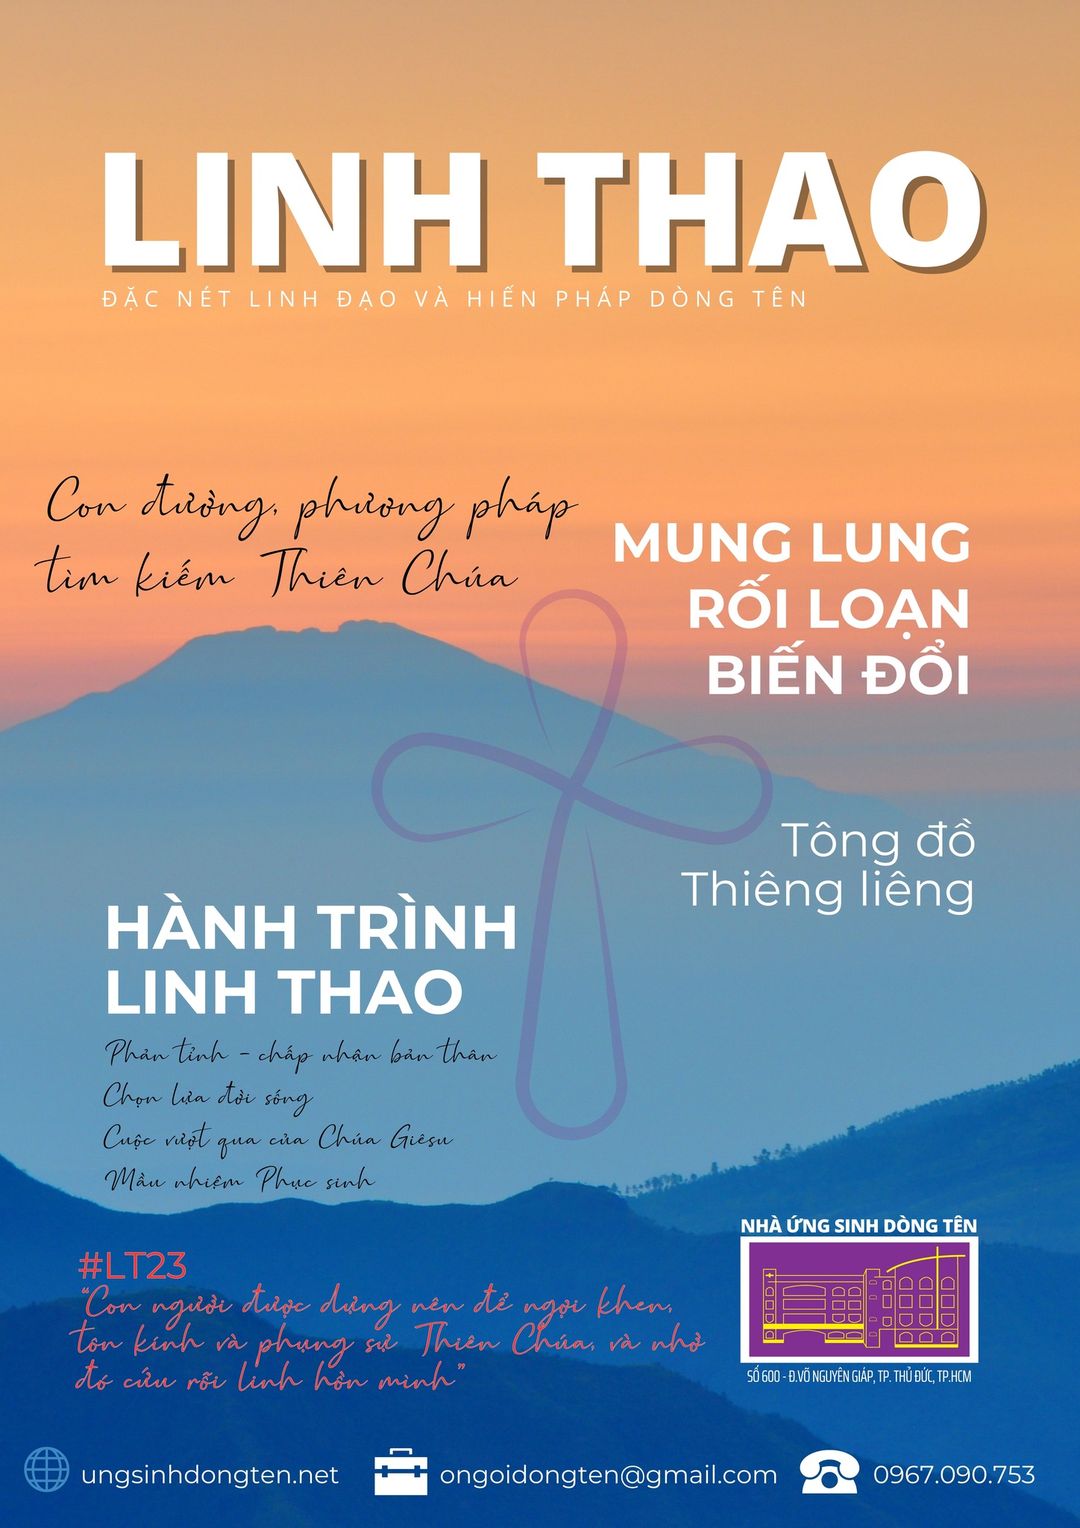 LINH THAO
ĐẶC NÉT LINH ĐẠO VÀ HIẾN PHÁP DÒNG TÊN
Con đường, phương pháp
tìm kiếm Thiên Chúa
MUNG LUNG
RỐI LOẠN
BIẾN ĐỔI
Tông đồ
Thiêng liêng
HÀNH TRÌNH
LINH THAO
Phản tỉnh - chấp nhận bản thân
Chọn lựa đời sống
Cuộc vượt qua của Chúa Giêsu
Mầu nhiệm Phục sinh
#LT23
"Con người được dựng nên để ngợi khen,
tôn kính và phụng sự Thiên Chúa, và nhờ
đó cứu rỗi linh hồn mình"
NHÀ ỨNG SINH DÒNG TÊN
SỐ 600 - Đ.VÕ NGUYÊN GIÁP, TP. THỦ ĐỨC, TP.HCM
ungsinhdongten.net
ongoidongten@gmail.com
0967.090.753